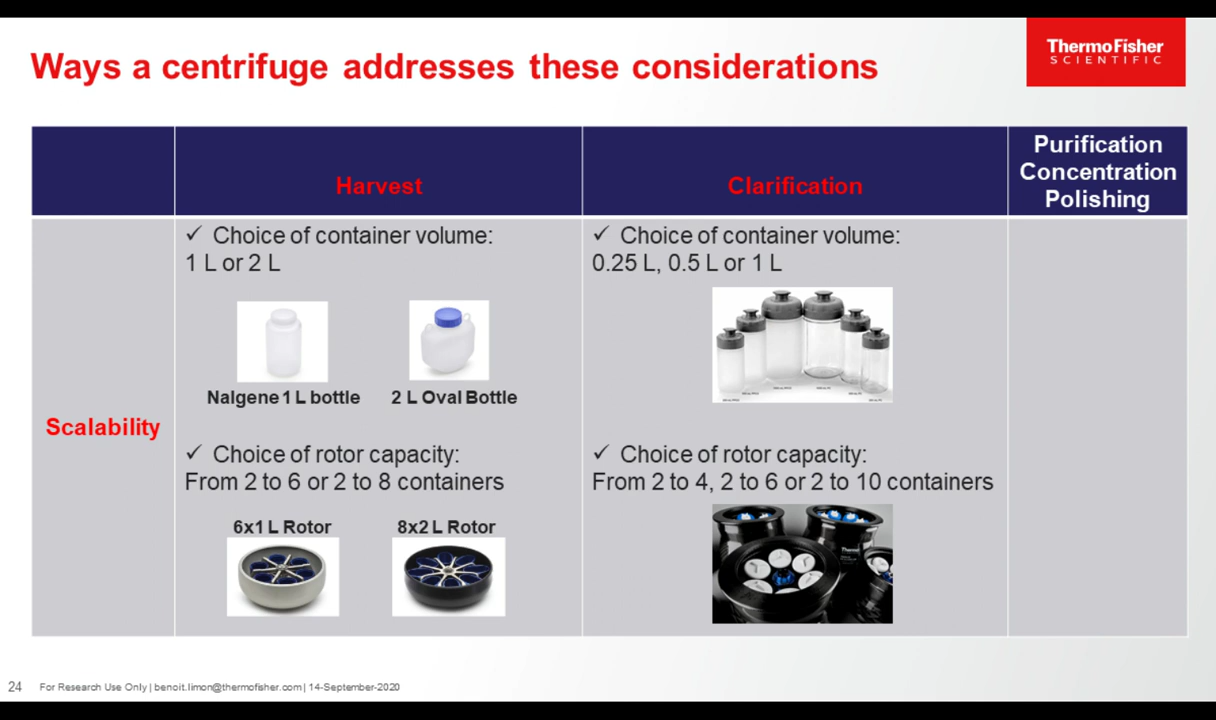 Ways a centrifuge addresses these considerations
ThermoFisher
SCIENTIFIC
Harvest
Clarification
Purification
Concentration
Polishing
Scalability
✓ Choice of container volume:
1 L or 2 L
Nalgene 1 L bottle
2 L Oval Bottle
✓ Choice of rotor capacity:
From 2 to 6 or 2 to 8 containers
6x1 L Rotor
8x2 L Rotor
✓ Choice of container volume:
0.25 L, 0.5 L or 1 L
✓ Choice of rotor capacity:
From 2 to 4, 2 to 6 or 2 to 10 containers
Thermo
24 For Research Use Only | benoit.limon@thermofisher.com | 14-September-2020